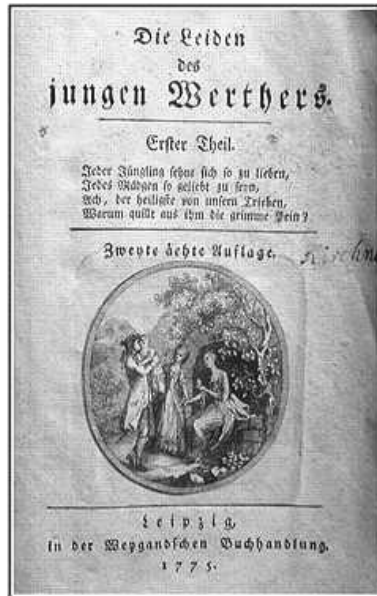 Die Leiden
des
jungen Werthers.
Erster Theil.
Jeder Jüngling sehnt sich so zu lieben,
Jedes Mädgen so geliebt zu seyn,
Ach, der heiligste von unsern Trieben,
Warum quillt aus ihm die grimme Pein?
Zweyte ächte Auflage.
Kirchne
Leipzig,
in der Weygandschen Buchhandlung.
1775.